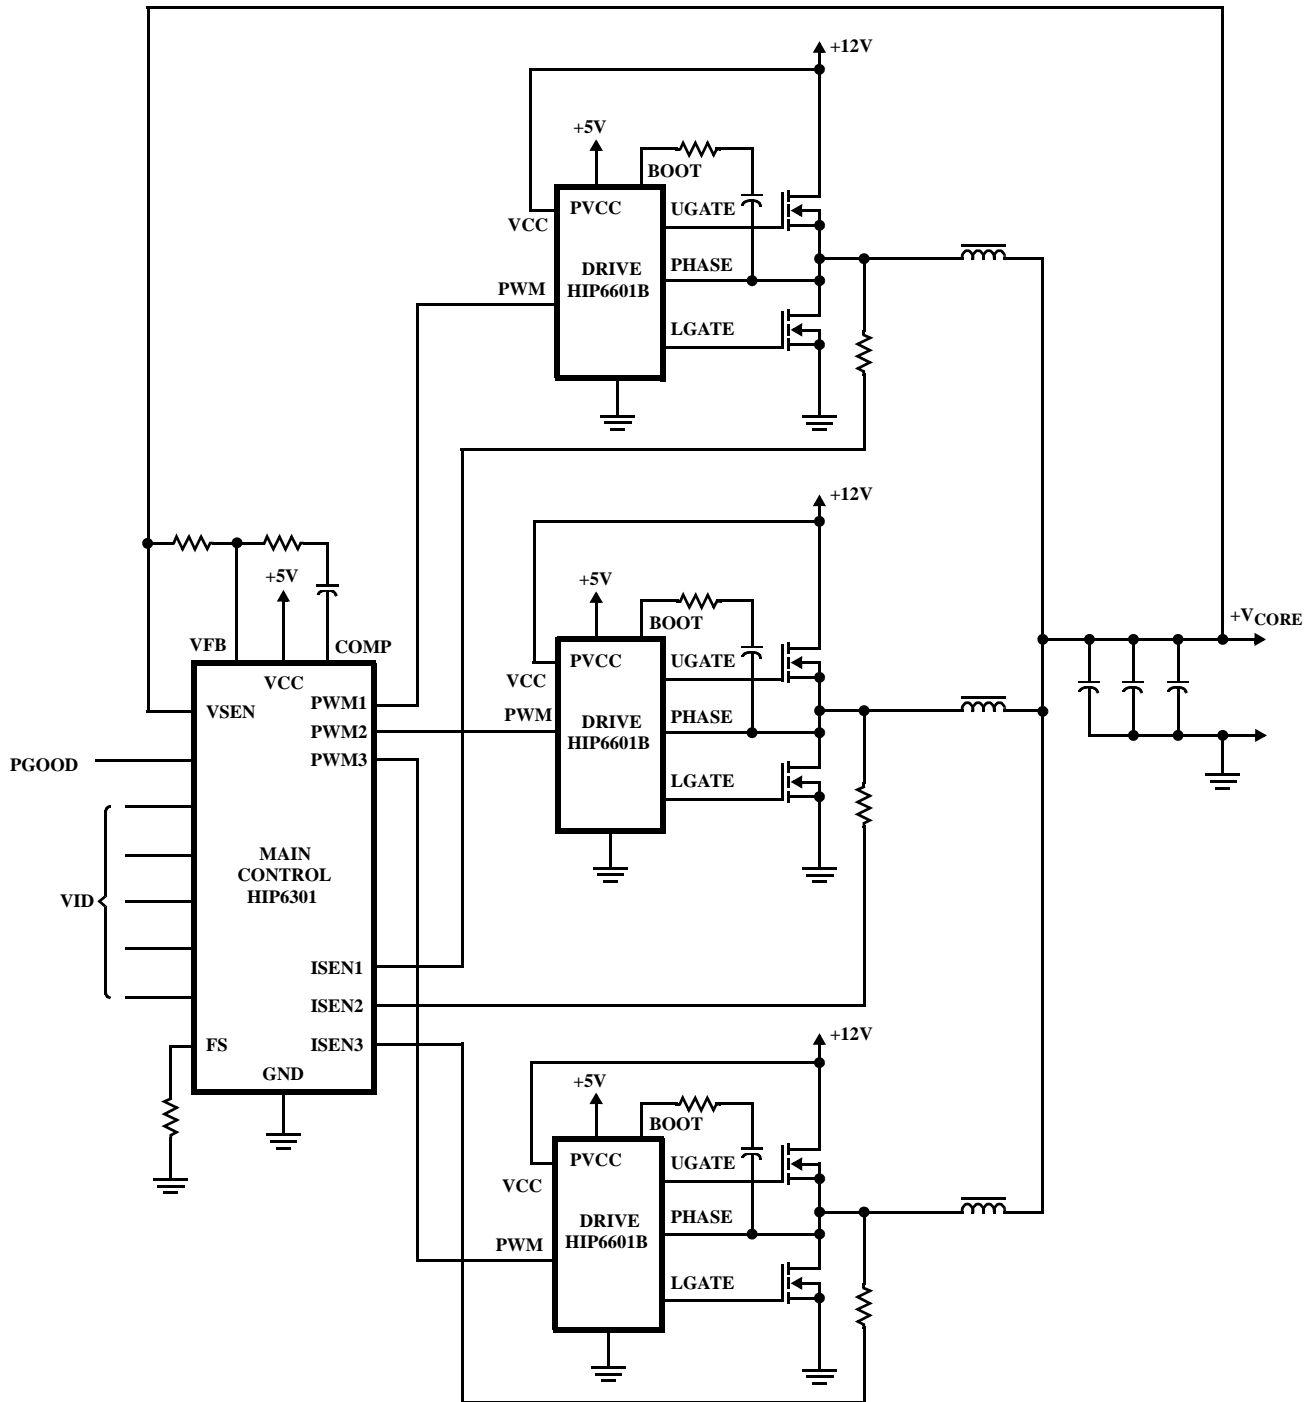 +12V
+5V
BOOT
PVCC
UGATE
VCC
DRIVE
HIP6601B
PHASE
PWM
LGATE
+12V
+5V
BOOT
PVCC
UGATE
VCC
PWM
DRIVE
HIP6601B
PHASE
LGATE
+VCORE
+5V
VFB
COMP
VCC
VSEN
PWM1
PWM2
PWM3
PGOOD
MAIN
CONTROL
HIP6301
VID
ISEN1
ISEN2
FS
ISEN3
GND
+12V
+5V
BOOT
PVCC
UGATE
VCC
DRIVE
HIP6601B
PHASE
PWM
LGATE